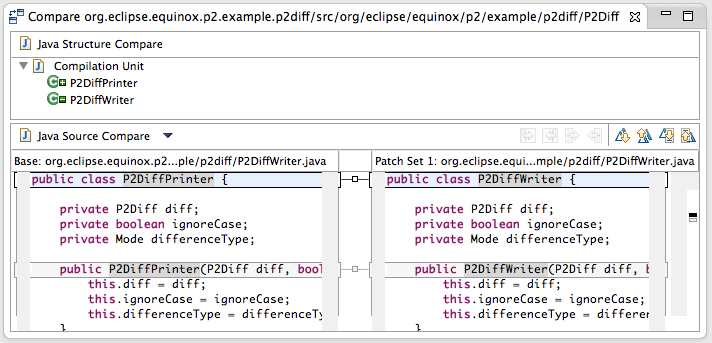 Compare org.eclipse.equinox.p2.example.p2diff/src/org/eclipse/equinox/p2/example/p2diff/P2Diff
Java Structure Compare
Compilation Unit
P2DiffPrinter
P2DiffWriter
Java Source Compare
Base: org.eclipse.equinox.p2...ple/p2diff/P2DiffWriter.java
Patch Set 1: org.eclipse.equi...mple/p2diff/P2DiffWriter.java
public class P2DiffPrinter {
private P2Diff diff;
private boolean ignoreCase;
private Mode differenceType;
public P2DiffPrinter(P2Diff diff, bool
this.diff = diff;
this.ignoreCase = ignoreCase;
this.differenceType = differenceTy
}
public class P2DiffWriter {
private P2Diff diff;
private boolean ignoreCase;
private Mode differenceType;
public P2DiffWriter(P2Diff diff, b
this.diff = diff;
this.ignoreCase = ignoreCase;
this.differenceType = differen
}